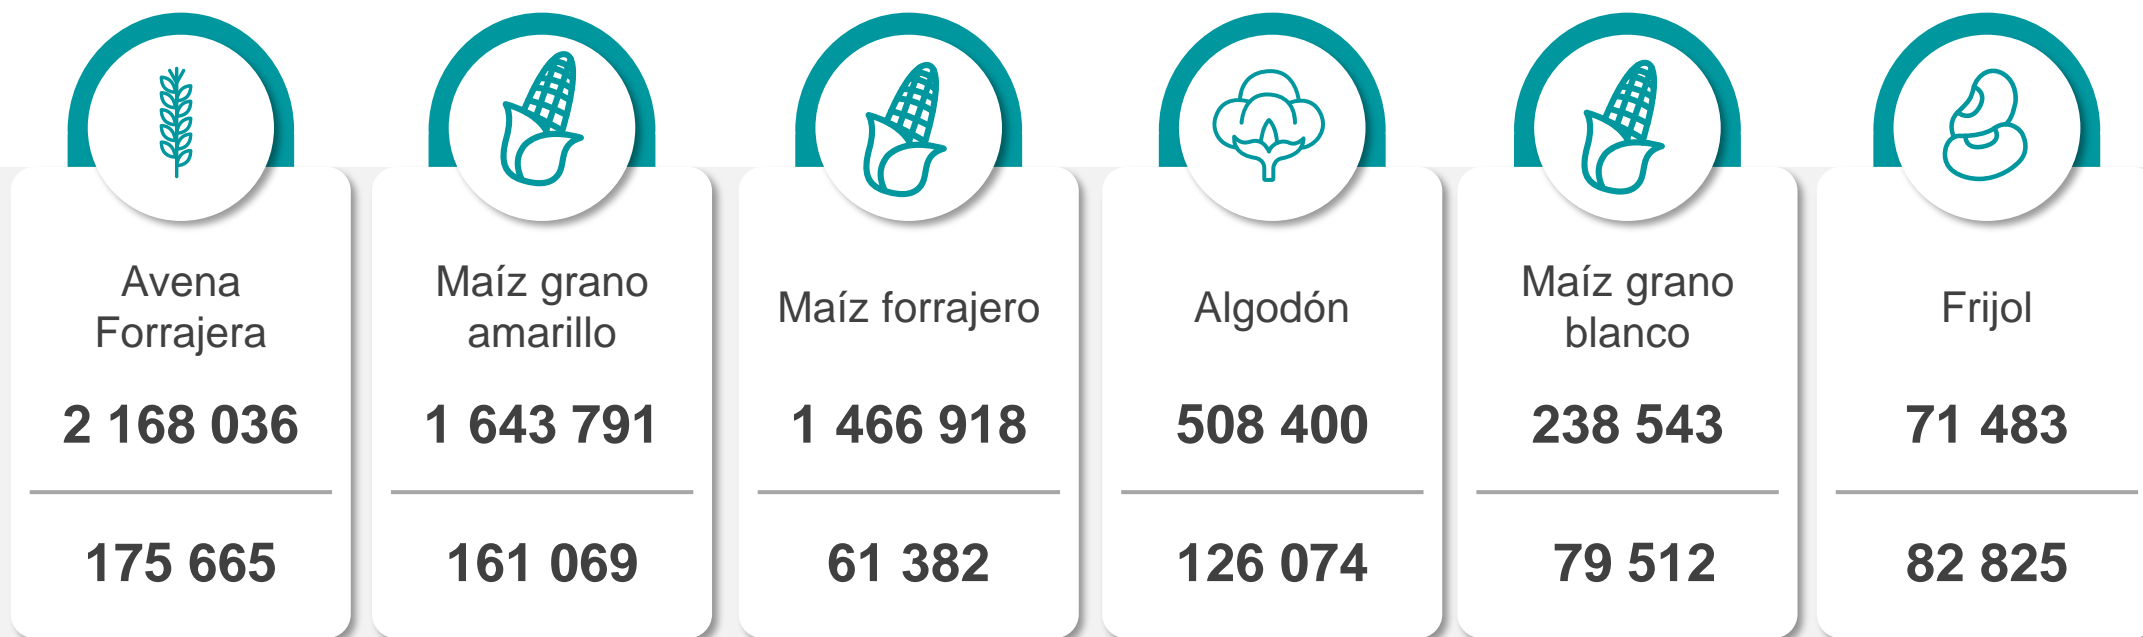 Avena
Forrajera
2 168 036
175 665
Maíz grano
amarillo
1 643 791
161 069
Maíz forrajero
1 466 918
61 382
Algodón
508 400
126 074
Maíz grano
blanco
238 543
79 512
Frijol
71 483
82 825